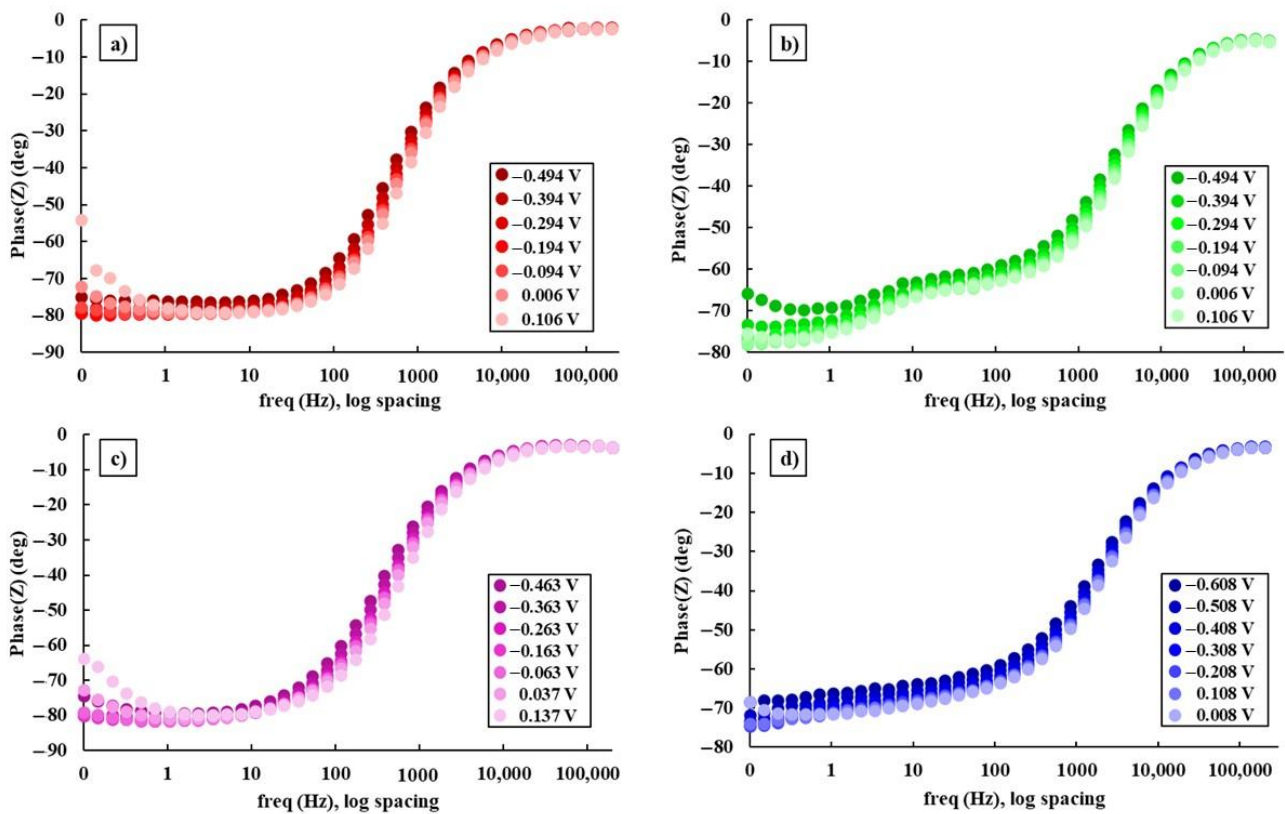 a)
Phase(Z) (deg)
0
−10
−20
−30
−40
−50
−60
−70
−80
−90
−0.494 V
−0.394 V
−0.294 V
−0.194 V
−0.094 V
0.006 V
0.106 V
0 1 10 100 1000 10,000 100,000
freq (Hz), log spacing
b)
Phase(Z) (deg)
0
−10
−20
−30
−40
−50
−60
−70
−80
−0.494 V
−0.394 V
−0.294 V
−0.194 V
−0.094 V
0.006 V
0.106 V
0 1 10 100 1000 10,000 100,000
freq (Hz), log spacing
c)
Phase(Z) (deg)
0
−10
−20
−30
−40
−50
−60
−70
−80
−90
−0.463 V
−0.363 V
−0.263 V
−0.163 V
−0.063 V
0.037 V
0.137 V
0 1 10 100 1000 10,000 100,000
freq (Hz), log spacing
d)
Phase(Z) (deg)
0
−10
−20
−30
−40
−50
−60
−70
−80
−0.608 V
−0.508 V
−0.408 V
−0.308 V
−0.208 V
0.108 V
0.008 V
0 1 10 100 1000 10,000 100,000
freq (Hz), log spacing